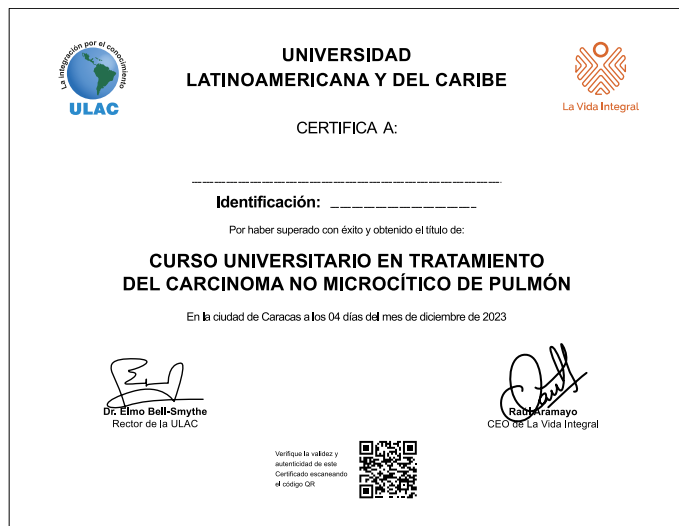 La integración por el conocimiento
ULAC
UNIVERSIDAD
LATINOAMERICANA Y DEL CARIBE
La Vida Integral
CERTIFICA A:
Identificación:
Por haber superado con éxito y obtenido el título de:
CURSO UNIVERSITARIO EN TRATAMIENTO
DEL CARCINOMA NO MICROCÍTICO DE PULMÓN
En la ciudad de Caracas a los 04 días del mes de diciembre de 2023
Dr. Elmo Bell-Smythe
Rector de la ULAC
Raúl Aramayo
CEO de La Vida Integral
Verifique la validez y
autenticidad de este
Certificado escaneando
el código QR